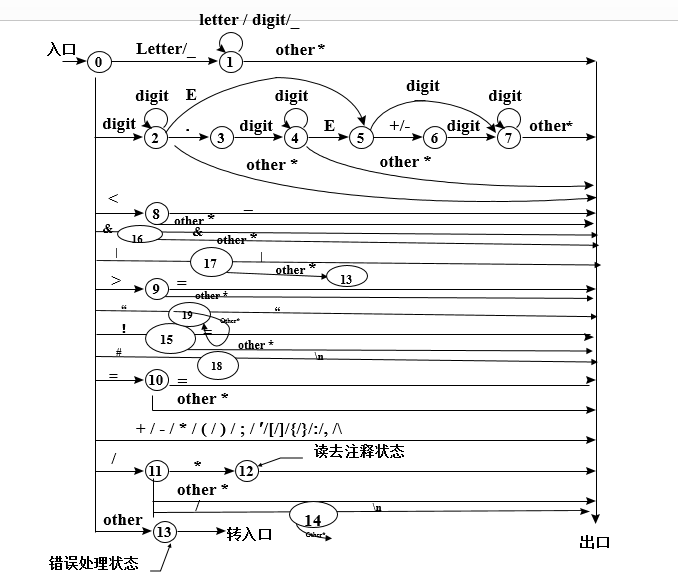 letter / digit/_
入口 0 Letter/_ 1 other *
digit E digit digit digit
digit 2 . 3 digit 4 E 5 +/- 6 digit 7 other*
other * other *
< 8 _
other *
& 16 & other *
| 17 |
other * 13
> 9 =
other *
“ 19 “
Other*
! 15 =
other *
# 18 \n
= 10 =
other *
+ / - / * / ( / ) / ; / ′/[/]/{/}/:/, /\
/ 11 * 12 读去注释状态
other *
/ 14 \n
Other*
other 13 转入口
出口
错误处理状态